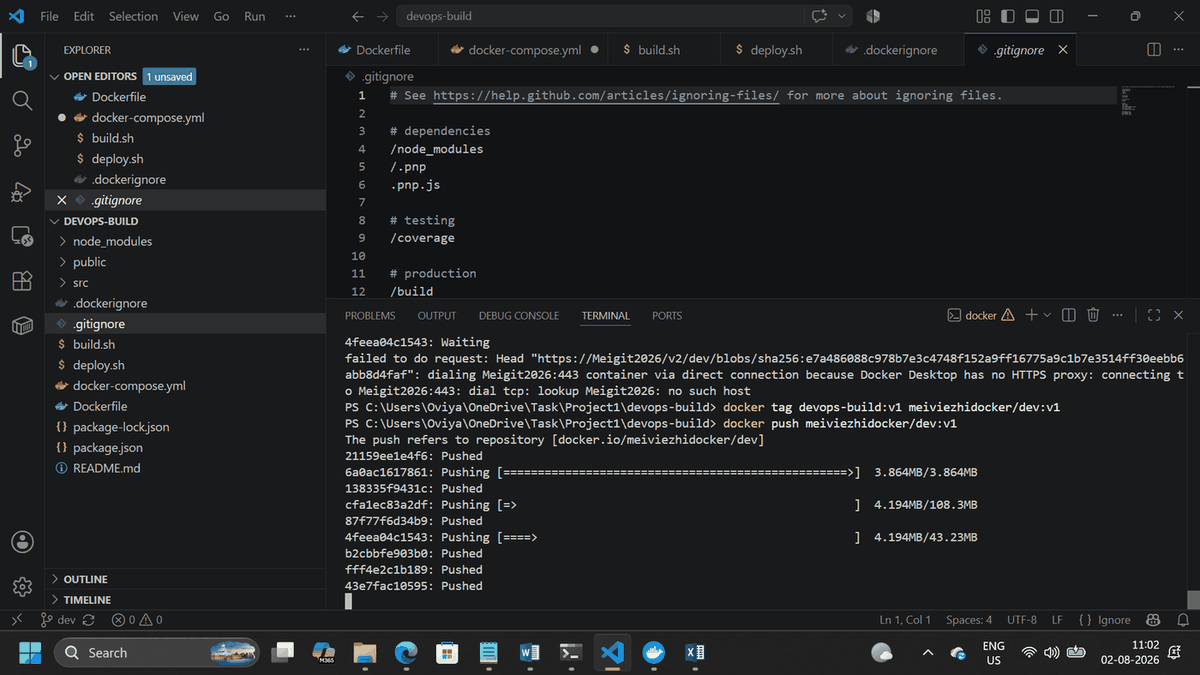 File Edit Selection View Go Run ···
devops-build
EXPLORER ···
OPEN EDITORS 1 unsaved
Dockerfile
docker-compose.yml
$ build.sh
$ deploy.sh
.dockerignore
.gitignore
DEVOPS-BUILD
node_modules
public
src
.dockerignore
.gitignore
$ build.sh
$ deploy.sh
docker-compose.yml
Dockerfile
{} package-lock.json
{} package.json
README.md
OUTLINE
TIMELINE
1
Dockerfile docker-compose.yml $ build.sh $ deploy.sh .dockerignore .gitignore ···
.gitignore
1 # See https://help.github.com/articles/ignoring-files/ for more about ignoring files.
2
3 # dependencies
4 /node_modules
5 /.pnp
6 .pnp.js
7
8 # testing
9 /coverage
10
11 # production
12 /build
PROBLEMS OUTPUT DEBUG CONSOLE TERMINAL PORTS docker ···
4feea04c1543: Waiting
failed to do request: Head "https://Meigit2026/v2/dev/blobs/sha256:e7a486088c978b7e3c4748f152a9ff16775a9c1b7e3514ff30eebb6
abb8d4faf": dialing Meigit2026:443 container via direct connection because Docker Desktop has no HTTPS proxy: connecting t
o Meigit2026:443: dial tcp: lookup Meigit2026: no such host
PS C:\Users\Oviya\OneDrive\Task\Project1\devops-build> docker tag devops-build:v1 meiviezhidocker/dev:v1
PS C:\Users\Oviya\OneDrive\Task\Project1\devops-build> docker push meiviezhidocker/dev:v1
The push refers to repository [docker.io/meiviezhidocker/dev]
21159ee1e4f6: Pushed
6a0ac1617861: Pushing [==================================================>] 3.864MB/3.864MB
138335f9431c: Pushed
cfa1ec83a2df: Pushing [=> ] 4.194MB/108.3MB
87f77f6d34b9: Pushed
4feea04c1543: Pushing [====> ] 4.194MB/43.23MB
b2cbbfe903b0: Pushed
fff4e2c1b189: Pushed
43e7fac10595: Pushed
dev 0 0 Ln 1, Col 1 Spaces: 4 UTF-8 LF {} Ignore
Search M365 ENG
US
11:02
02-08-2026